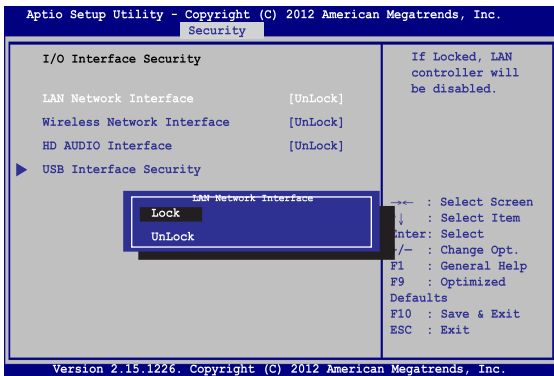 Aptio Setup Utility - Copyright (C) 2012 American Megatrends, Inc.
Security
I/O Interface Security
LAN Network Interface [UnLock]
Wireless Network Interface [UnLock]
HD AUDIO Interface [UnLock]
USB Interface Security
LAN Network Interface
Lock
UnLock
If Locked, LAN
controller will
be disabled.
→← : Select Screen
↓ : Select Item
Enter: Select
/— : Change Opt.
F1 : General Help
F9 : Optimized
Defaults
F10 : Save & Exit
ESC : Exit
Version 2.15.1226. Copyright (C) 2012 American Megatrends, Inc.